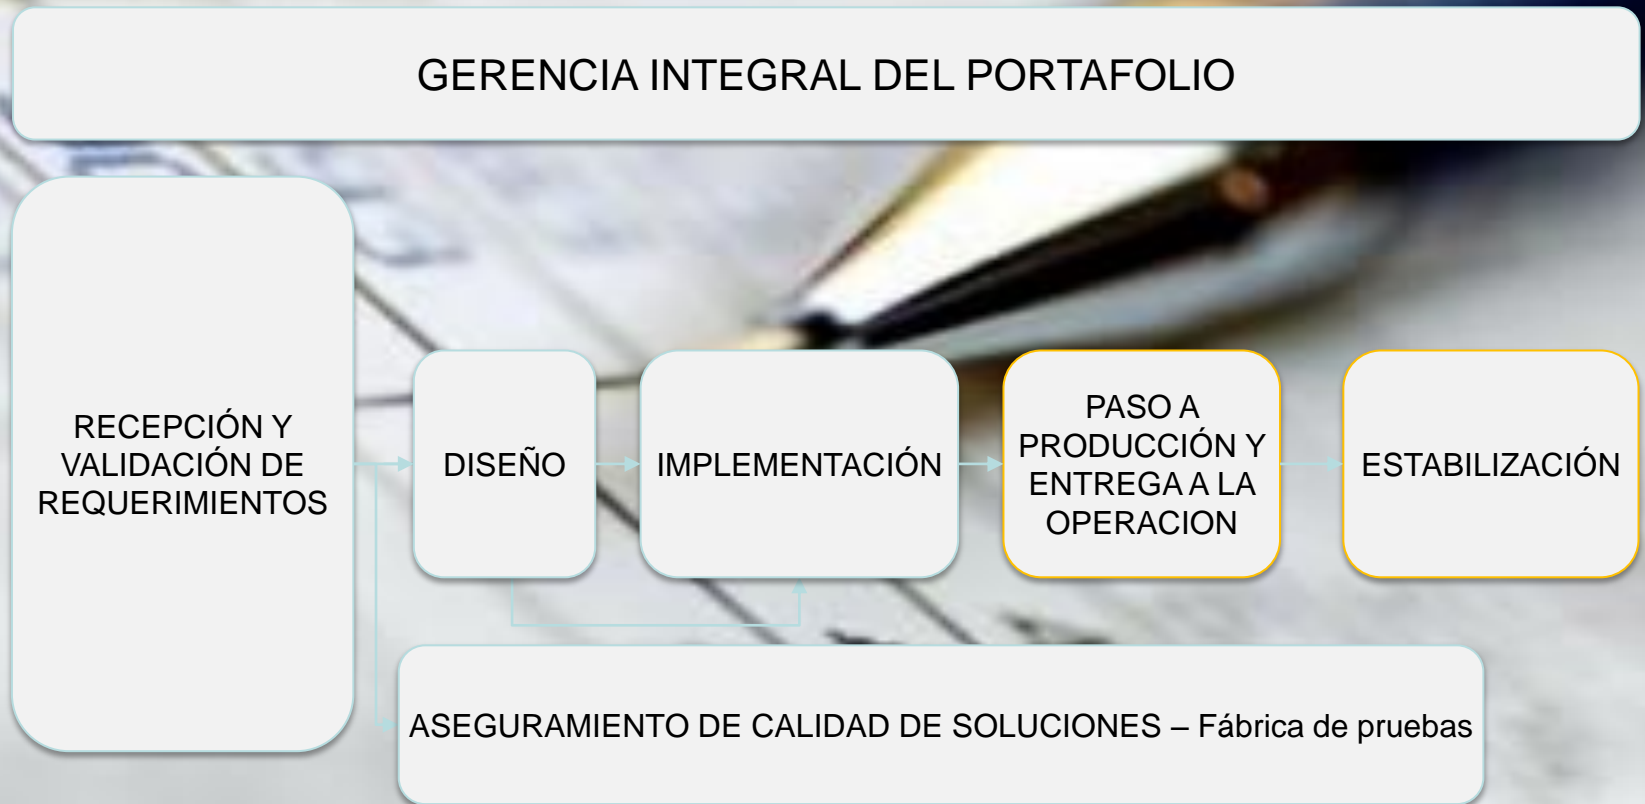 GERENCIA INTEGRAL DEL PORTAFOLIO
RECEPCIÓN Y
VALIDACIÓN DE
REQUERIMIENTOS
DISEÑO
IMPLEMENTACIÓN
PASO A
PRODUCCIÓN Y
ENTREGA A LA
OPERACION
ESTABILIZACIÓN
ASEGURAMIENTO DE CALIDAD DE SOLUCIONES – Fábrica de pruebas